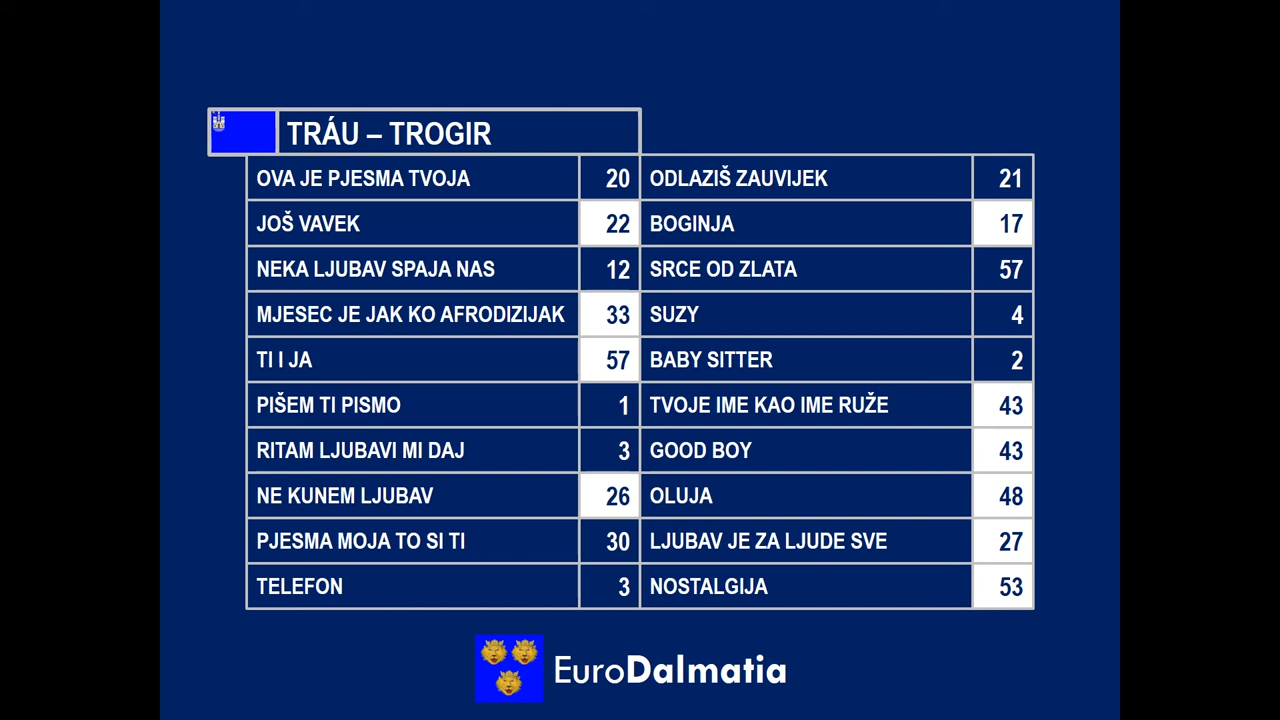 TRÁU – TROGIR
OVA JE PJESMA TVOJA 20 ODLAZIŠ ZAUVIJEK 21
JOŠ VAVEK 22 BOGINJA 17
NEKA LJUBAV SPAJA NAS 12 SRCE OD ZLATA 57
MJESEC JE JAK KO AFRODIZIJAK 33 SUZY 4
TI I JA 57 BABY SITTER 2
PIŠEM TI PISMO 1 TVOJE IME KAO IME RUŽE 43
RITAM LJUBAVI MI DAJ 3 GOOD BOY 43
NE KUNEM LJUBAV 26 OLUJA 48
PJESMA MOJA TO SI TI 30 LJUBAV JE ZA LJUDE SVE 27
TELEFON 3 NOSTALGIJA 53
EuroDalmatia